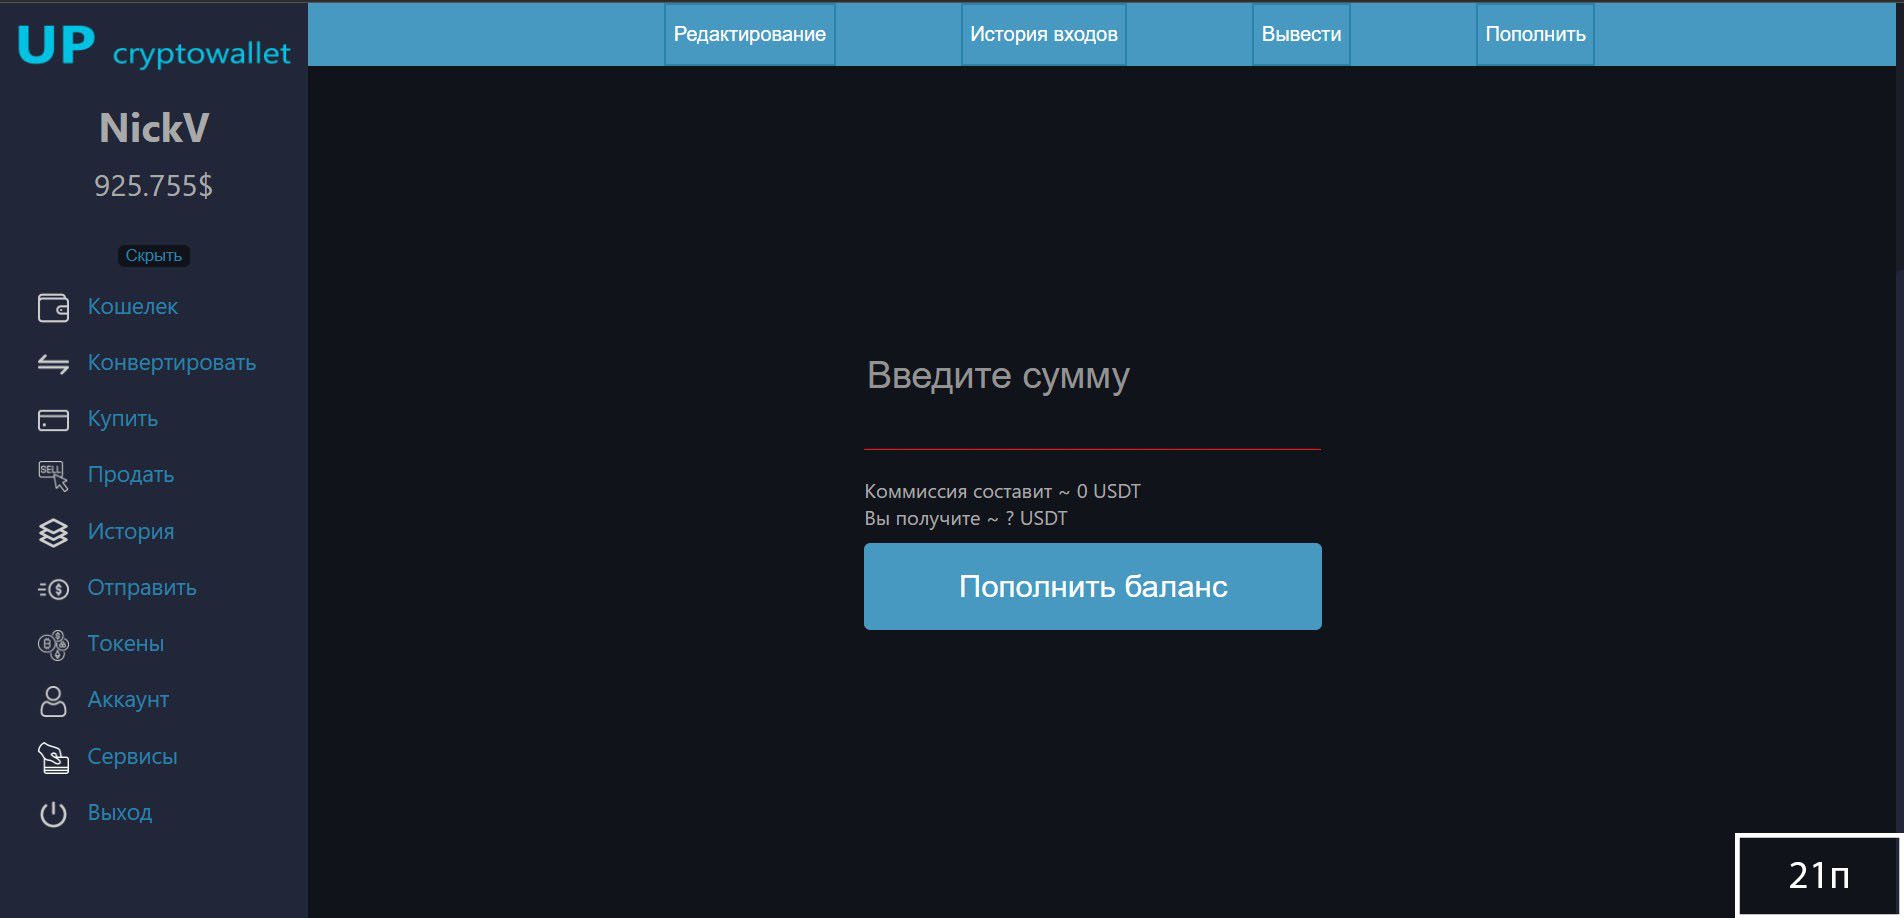 UP cryptowallet
NickV
925.755$
Скрыть
Кошелек
Конвертировать
Купить
SELL
Продать
История
Отправить
Токены
Аккаунт
Сервисы
Выход
Редактирование
История входов
Вывести
Пополнить
Введите сумму
Коммиссия составит ~ 0 USDT
Вы получите ~ ? USDT
Пополнить баланс
21п